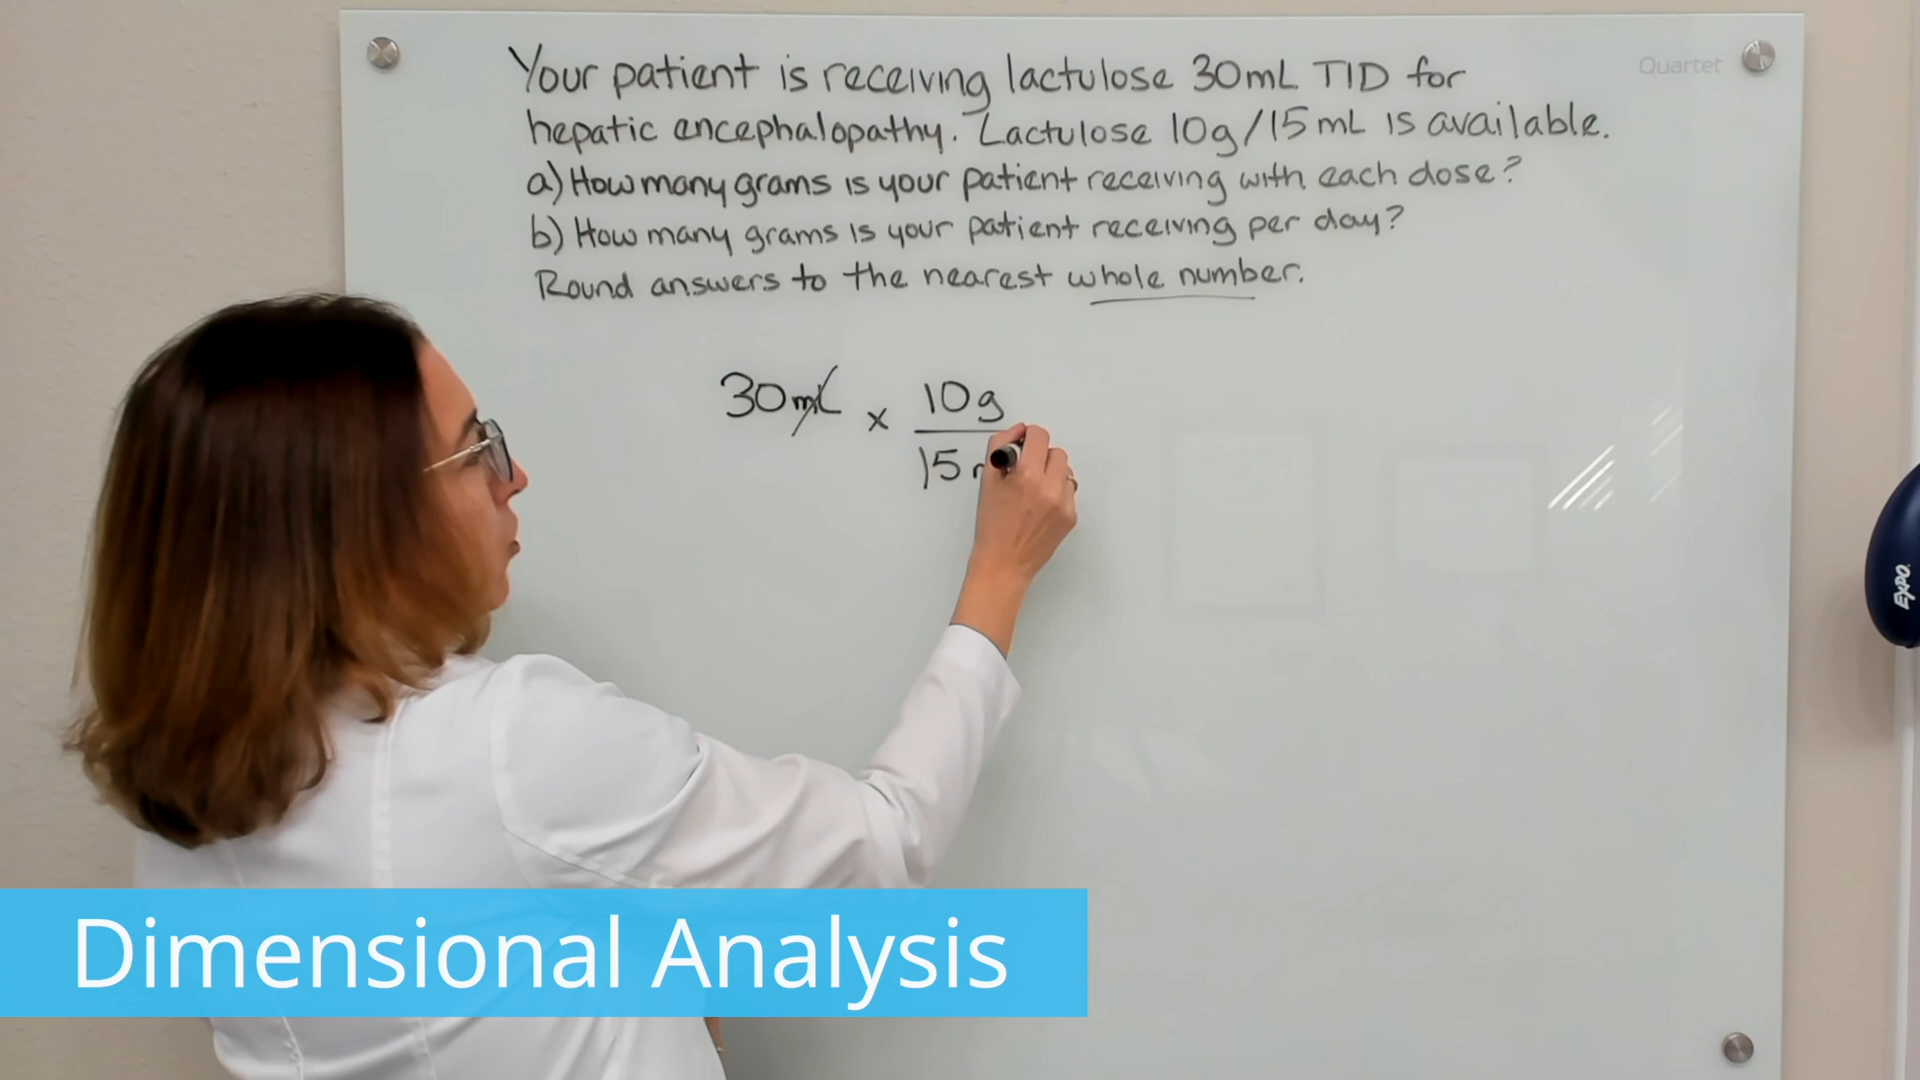 Quartet
Your patient is receiving lactulose 30mL TID for
hepatic encephalopathy. Lactulose 10g/15mL is available.
a) How many grams is your patient receiving with each dose?
b) How many grams is your patient receiving per day?
Round answers to the nearest whole number.
30mL x 10g
15
EXPO
Dimensional Analysis